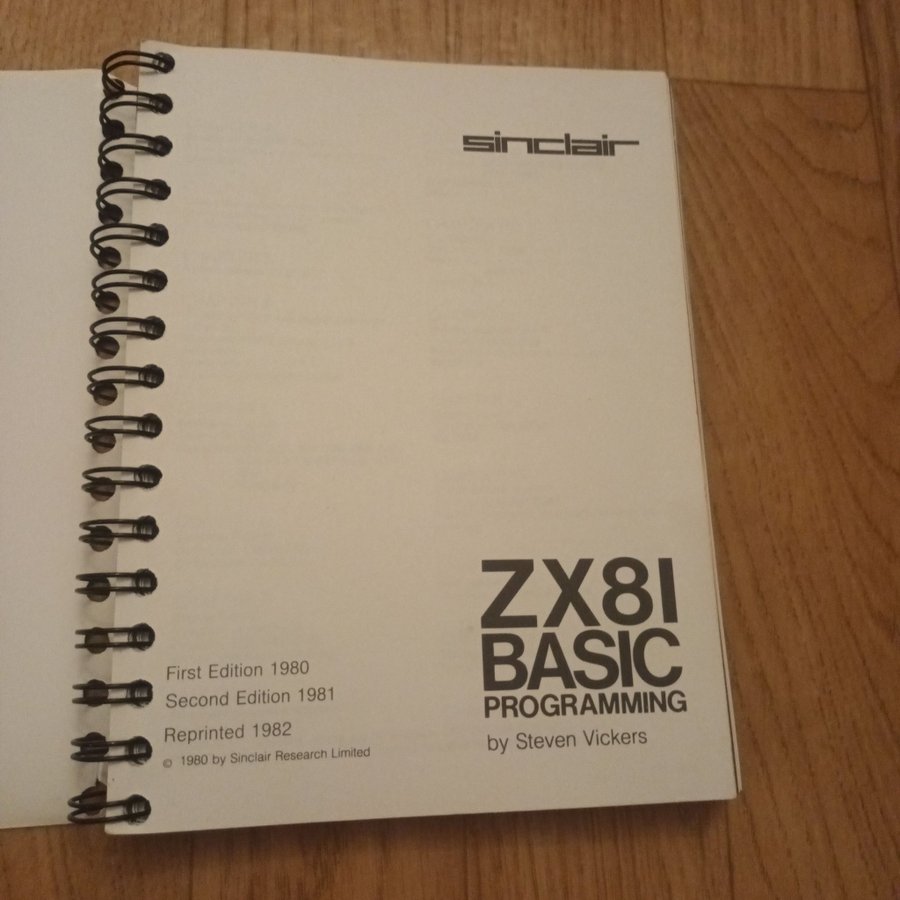 sinclair
ZX81
BASIC
PROGRAMMING
by Steven Vickers
First Edition 1980
Second Edition 1981
Reprinted 1982
© 1980 by Sinclair Research Limited